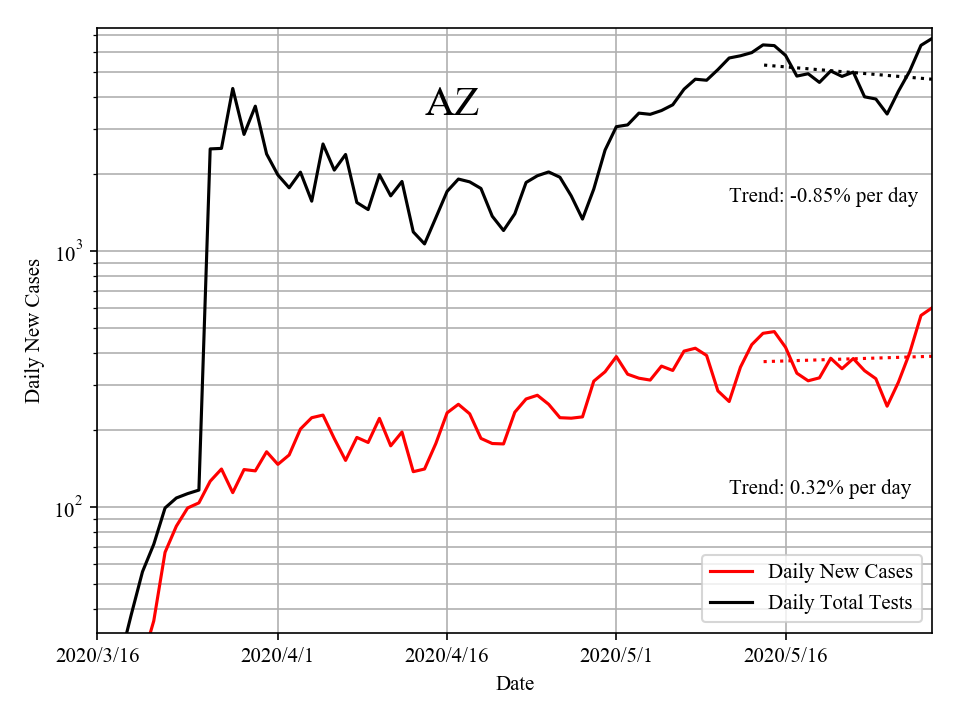 AZ
Trend: -0.85% per day
10³
Daily New Cases
Trend: 0.32% per day
10²
Daily New Cases
Daily Total Tests
2020/3/16 2020/4/1 2020/4/16 2020/5/1 2020/5/16
Date